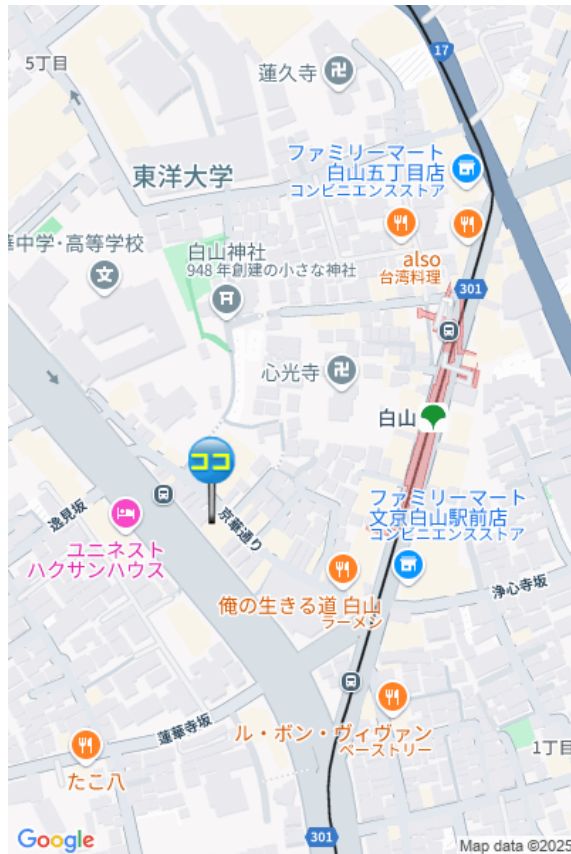 17
5丁目
蓮久寺
東洋大学
ファミリーマート
白山五丁目店
コンビニエンスストア
華中学・高等学校
文
白山神社
948 年創建の小さな神社
also
台湾料理
301
心光寺
白山
ココ
逸見坂
京華通り
ユニネスト
ハクサンハウス
ファミリーマート
文京白山駅前店
コンビニエンスストア
浄心寺坂
俺の生きる道 白山
ラーメン
蓮華寺坂
ル・ボン・ヴィヴァン
ペーストリー
1丁目
たこ八
Google
301
Map data ©2025